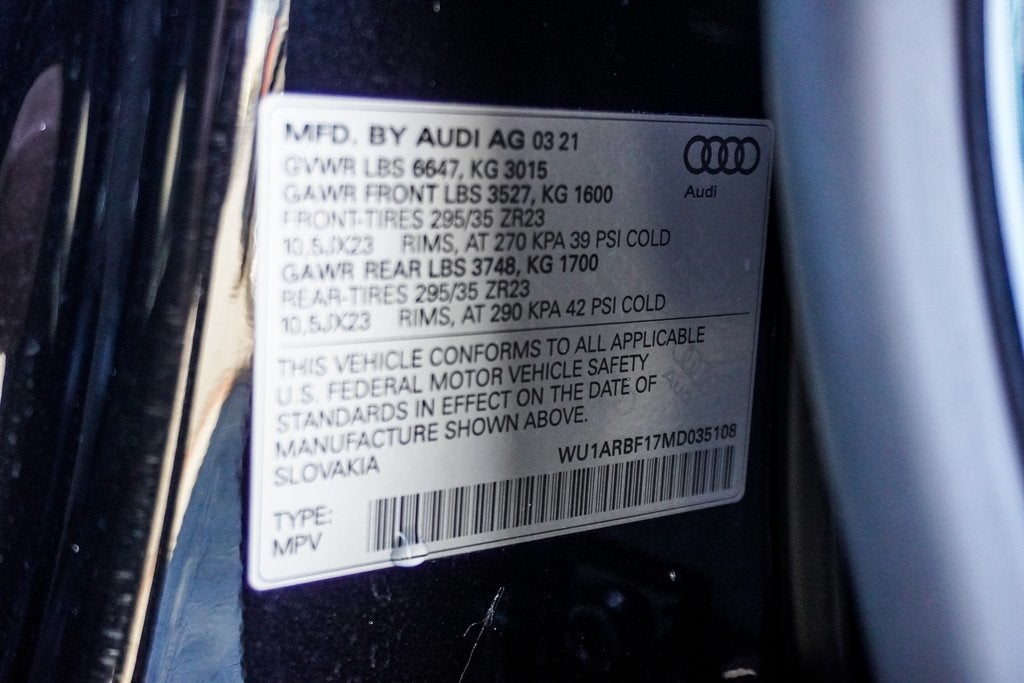 MFD. BY AUDI AG 03 21
GVWR LBS 6647, KG 3015
GAWR FRONT LBS 3527, KG 1600
FRONT-TIRES 295/35 ZR23
10,5JX23 RIMS, AT 270 KPA 39 PSI COLD
GAWR REAR LBS 3748, KG 1700
REAR-TIRES 295/35 ZR23
10,5JX23 RIMS, AT 290 KPA 42 PSI COLD
Audi
THIS VEHICLE CONFORMS TO ALL APPLICABLE
U.S. FEDERAL MOTOR VEHICLE SAFETY
STANDARDS IN EFFECT ON THE DATE OF
MANUFACTURE SHOWN ABOVE.
SLOVAKIA
WU1ARBF17MD035108
TYPE:
MPV